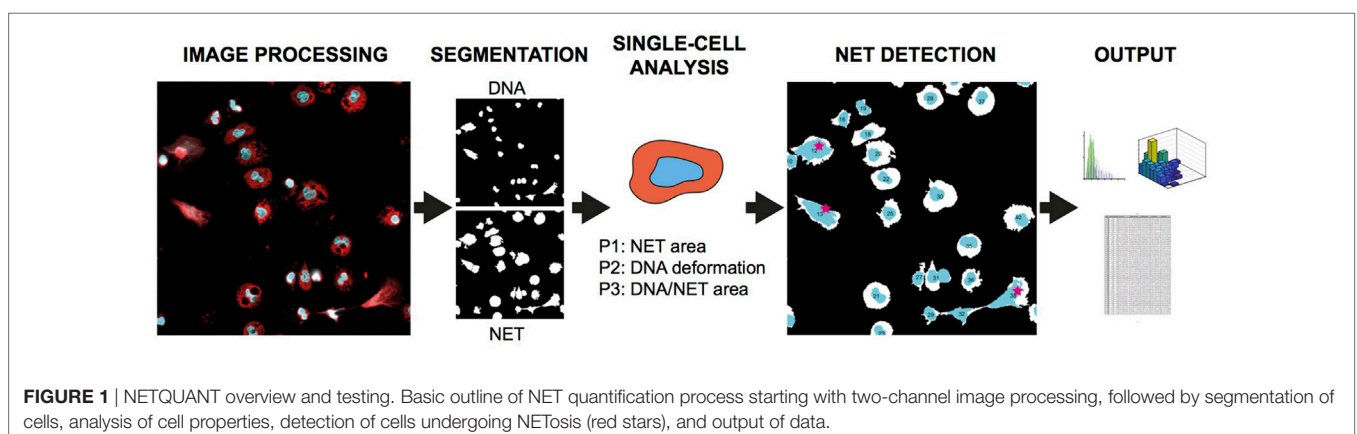 IMAGE PROCESSING
SEGMENTATION
SINGLE-CELL
ANALYSIS
NET DETECTION
OUTPUT
DNA
NET
P1: NET area
P2: DNA deformation
P3: DNA/NET area
FIGURE 1 | NETQUANT overview and testing. Basic outline of NET quantification process starting with two-channel image processing, followed by segmentation of
cells, analysis of cell properties, detection of cells undergoing NETosis (red stars), and output of data.